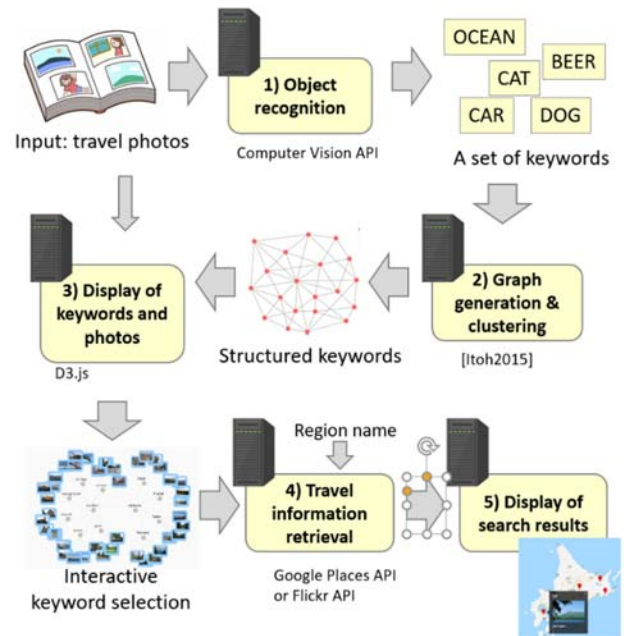 Input: travel photos
1) Object
recognition
Computer Vision API
OCEAN
BEER
CAT
CAR
DOG
A set of keywords
2) Graph
generation &
clustering
[Itoh2015]
Structured keywords
3) Display of
keywords and
photos
D3.js
Interactive
keyword selection
Region name
4) Travel
information
retrieval
Google Places API
or Flickr API
5) Display of
search results